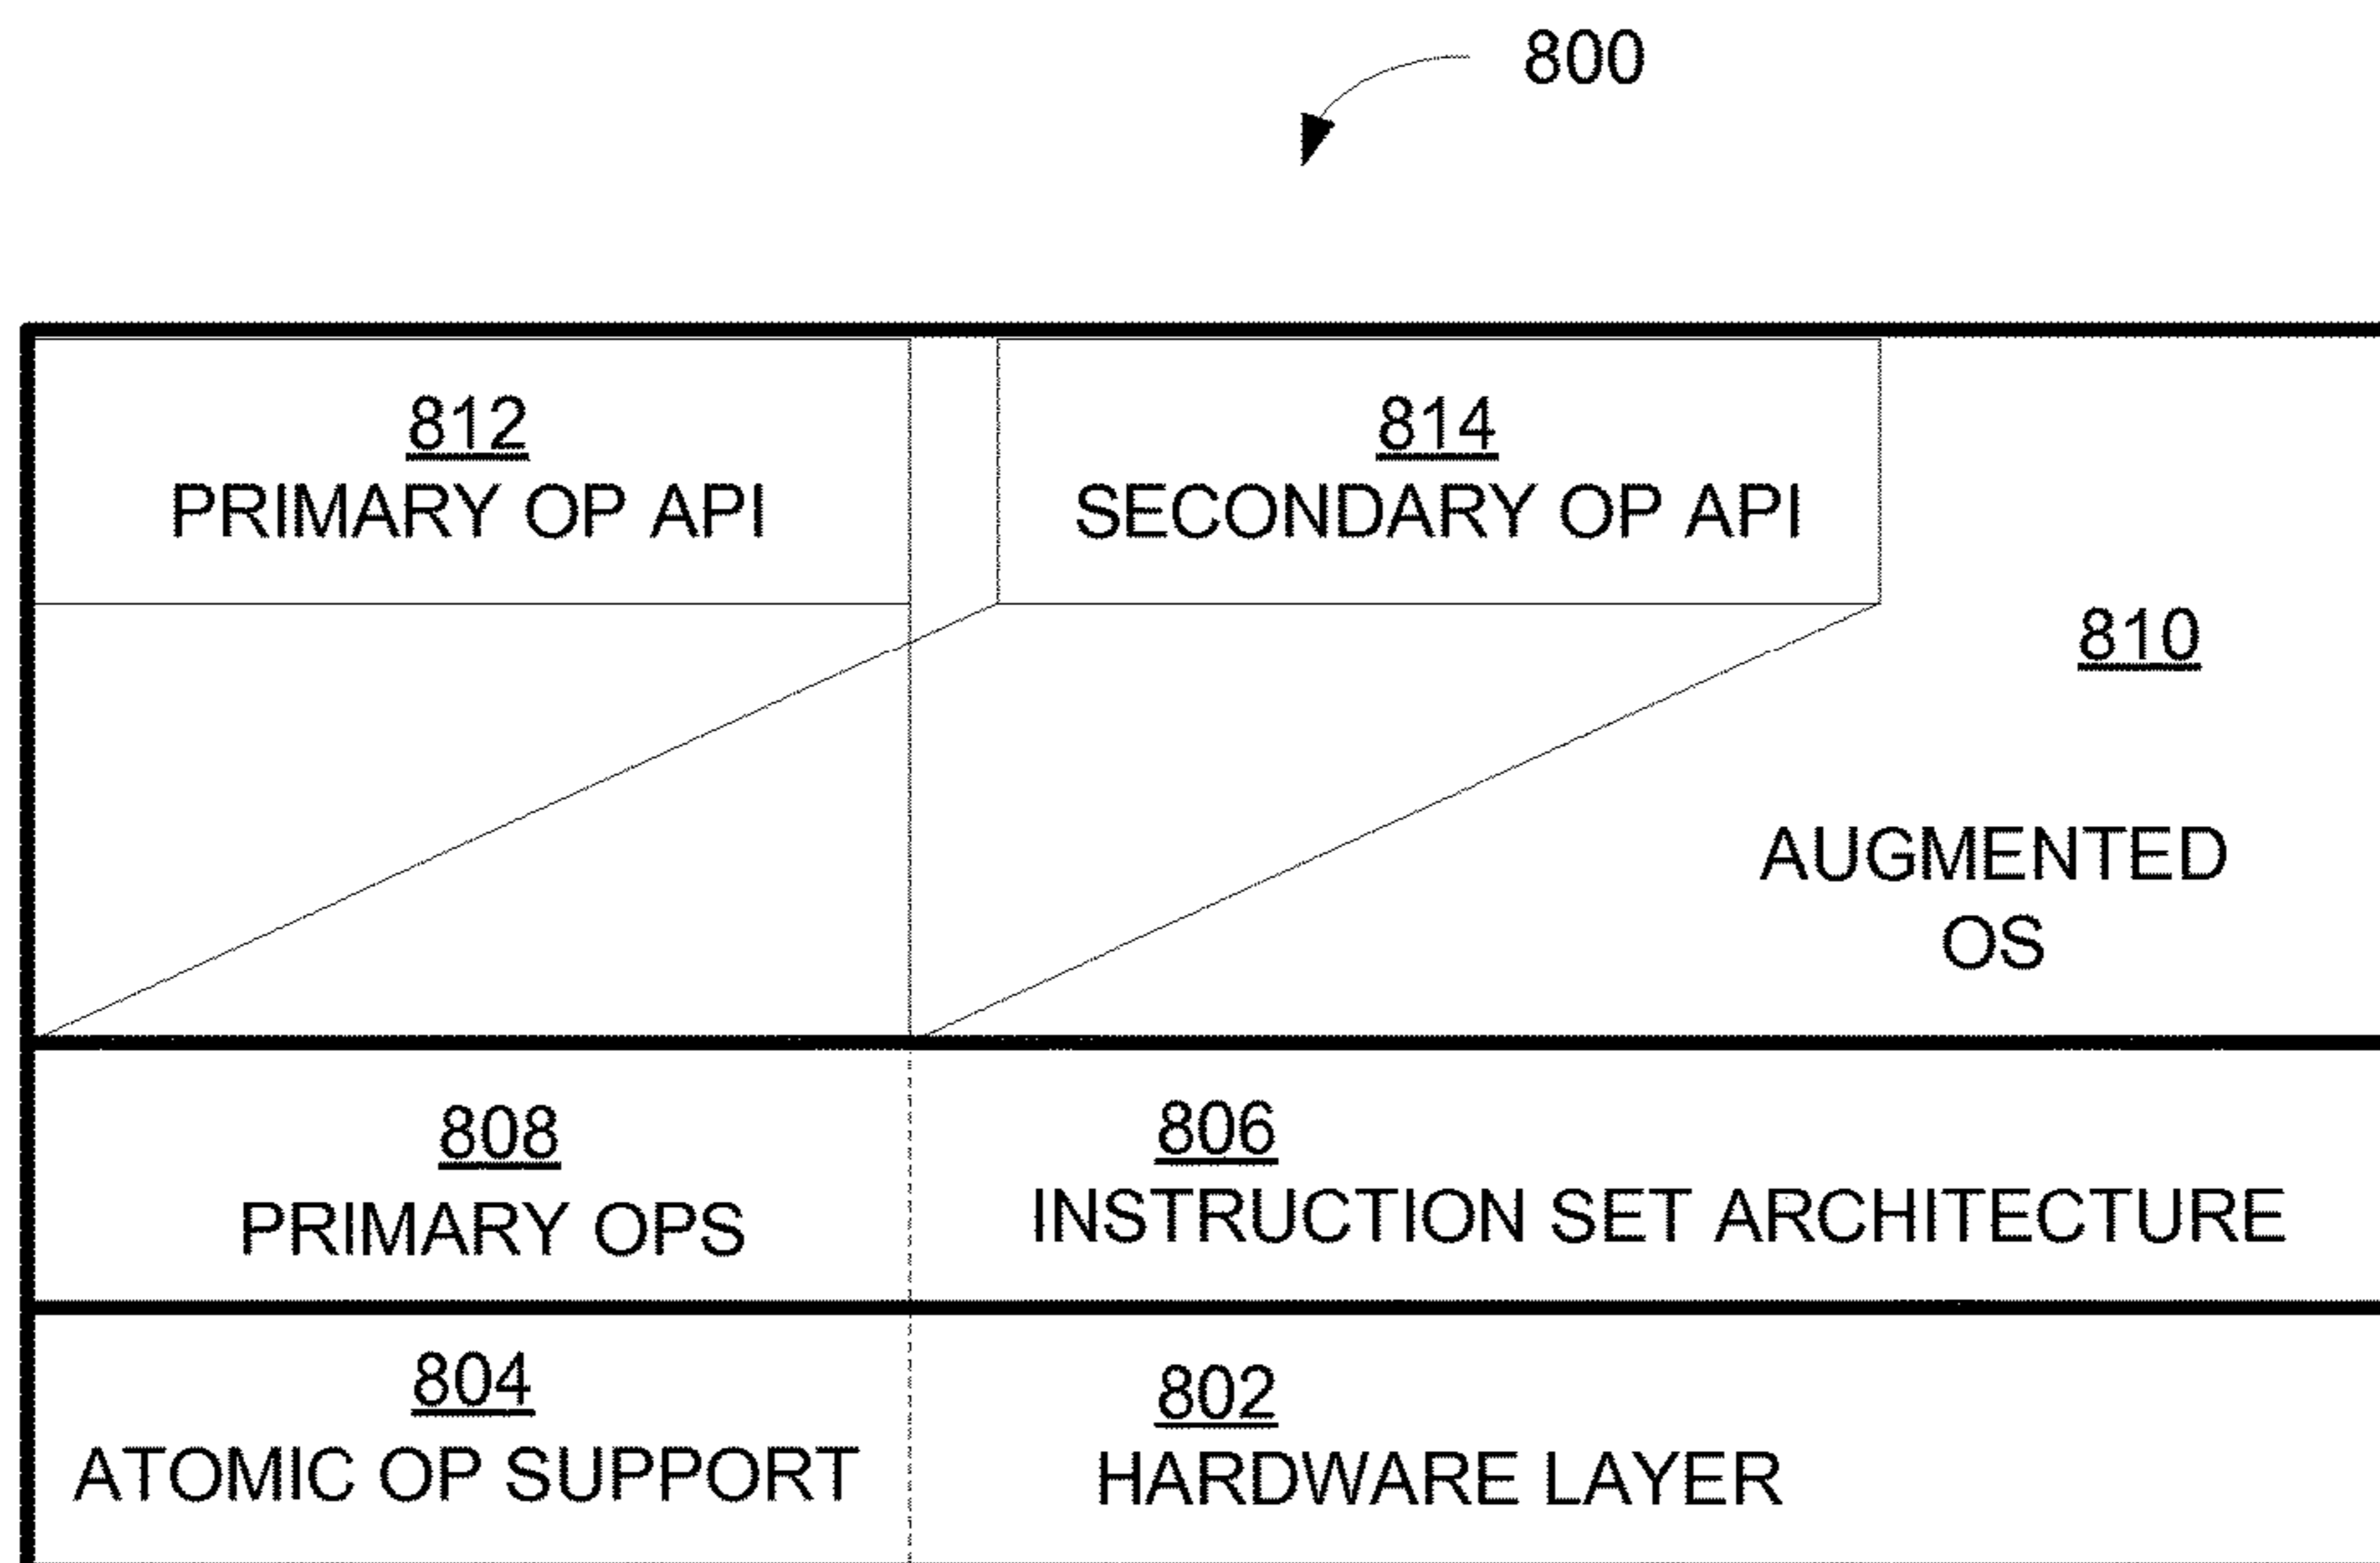 800
812
PRIMARY OP API
814
SECONDARY OP API
810
AUGMENTED
OS
808
PRIMARY OPS
806
INSTRUCTION SET ARCHITECTURE
804
ATOMIC OP SUPPORT
802
HARDWARE LAYER